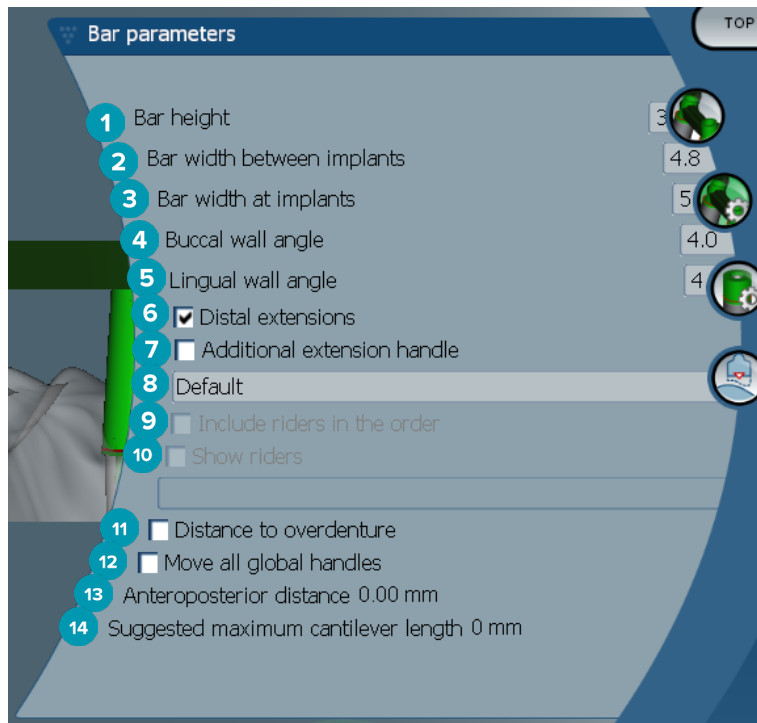 TOP
Bar parameters
1 Bar height 3
2 Bar width between implants 4.8
3 Bar width at implants 5
4 Buccal wall angle 4.0
5 Lingual wall angle 4
6 Distal extensions
7 Additional extension handle
8 Default
9 Include riders in the order
10 Show riders
11 Distance to overdenture
12 Move all global handles
13 Anteroposterior distance 0.00 mm
14 Suggested maximum cantilever length 0 mm